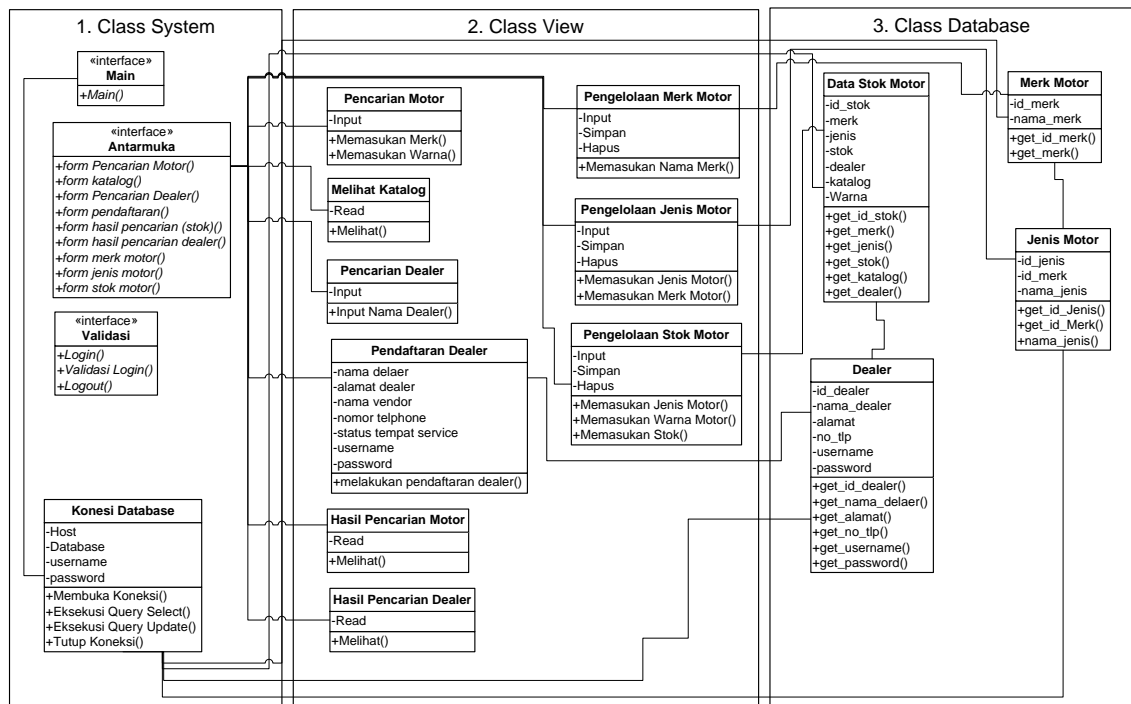 1. Class System
«interface»
Main
+Main()
«interface»
Antarmuka
+form Pencarian Motor()
+form katalog()
+form Pencarian Dealer()
+form pendaftaran()
+form hasil pencarian (stok)()
+form hasil pencarian dealer()
+form merk motor()
+form jenis motor()
+form stok motor()
«interface»
Validasi
+Login()
+Validasi Login()
+Logout()
Konesi Database
-Host
-Database
-username
-password
+Membuka Koneksi()
+Eksekusi Query Select()
+Eksekusi Query Update()
+Tutup Koneksi()
2. Class View
Pencarian Motor
-Input
+Memasukan Merk()
+Memasukan Warna()
Melihat Katalog
-Read
+Melihat()
Pencarian Dealer
-Input
+Input Nama Dealer()
Pendaftaran Dealer
-nama delaer
-alamat dealer
-nama vendor
-nomor telphone
-status tempat service
-username
-password
+melakukan pendaftaran dealer()
Hasil Pencarian Motor
-Read
+Melihat()
Hasil Pencarian Dealer
-Read
+Melihat()
Pengelolaan Merk Motor
-Input
-Simpan
-Hapus
+Memasukan Nama Merk()
Pengelolaan Jenis Motor
-Input
-Simpan
-Hapus
+Memasukan Jenis Motor()
+Memasukan Merk Motor()
Pengelolaan Stok Motor
-Input
-Simpan
-Hapus
+Memasukan Jenis Motor()
+Memasukan Warna Motor()
+Memasukan Stok()
3. Class Database
Data Stok Motor
-id_stok
-merk
-jenis
-stok
-dealer
-katalog
-Warna
+get_id_stok()
+get_merk()
+get_jenis()
+get_stok()
+get_katalog()
+get_dealer()
Dealer
-id_dealer
-nama_dealer
-alamat
-no_tlp
-username
-password
+get_id_dealer()
+get_nama_delaer()
+get_alamat()
+get_no_tlp()
+get_username()
+get_password()
Merk Motor
-id_merk
-nama_merk
+get_id_merk()
+get_merk()
Jenis Motor
-id_jenis
-id_merk
-nama_jenis
+get_id_Jenis()
+get_id_Merk()
+nama_jenis()